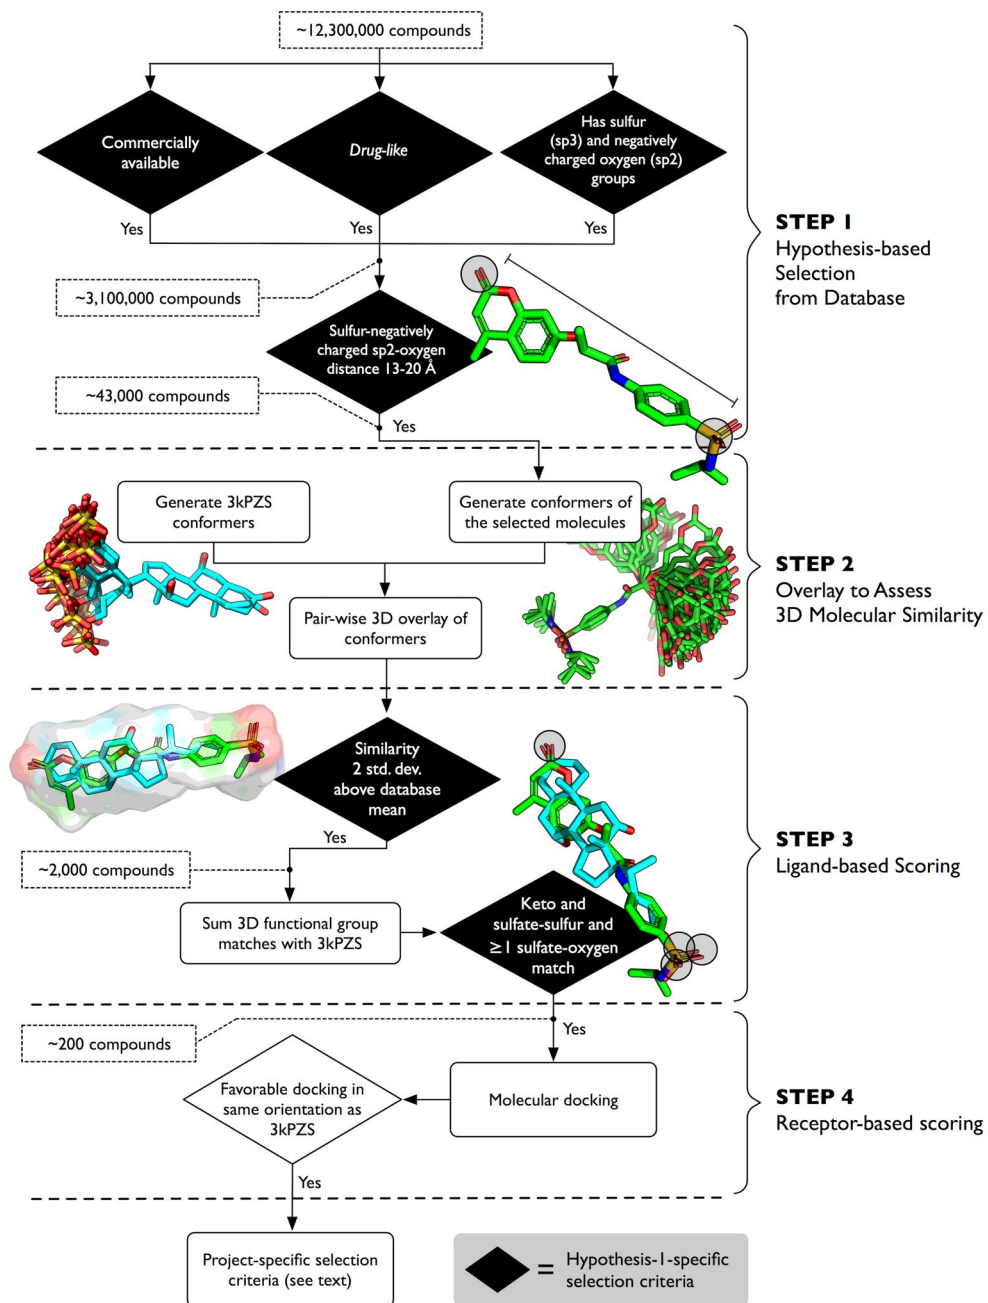 ~12,300,000 compounds
Commercially
available
Drug-like
Has sulfur
(sp3) and negatively
charged oxygen (sp2)
groups
Yes
Yes
Yes
STEP 1
Hypothesis-based
Selection
from Database
~3,100,000 compounds
Sulfur-negatively
charged sp2-oxygen
distance 13-20 Å
~43,000 compounds
Yes
Generate 3kPZS
conformers
Generate conformers of
the selected molecules
STEP 2
Overlay to Assess
3D Molecular Similarity
Pair-wise 3D overlay of
conformers
Similarity
2 std. dev.
above database
mean
Yes
~2,000 compounds
STEP 3
Ligand-based Scoring
Sum 3D functional group
matches with 3kPZS
Keto and
sulfate-sulfur and
≥1 sulfate-oxygen
match
Yes
~200 compounds
Favorable docking in
same orientation as
3kPZS
Molecular docking
STEP 4
Receptor-based scoring
Yes
Project-specific selection
criteria (see text)
= Hypothesis-1-specific
selection criteria